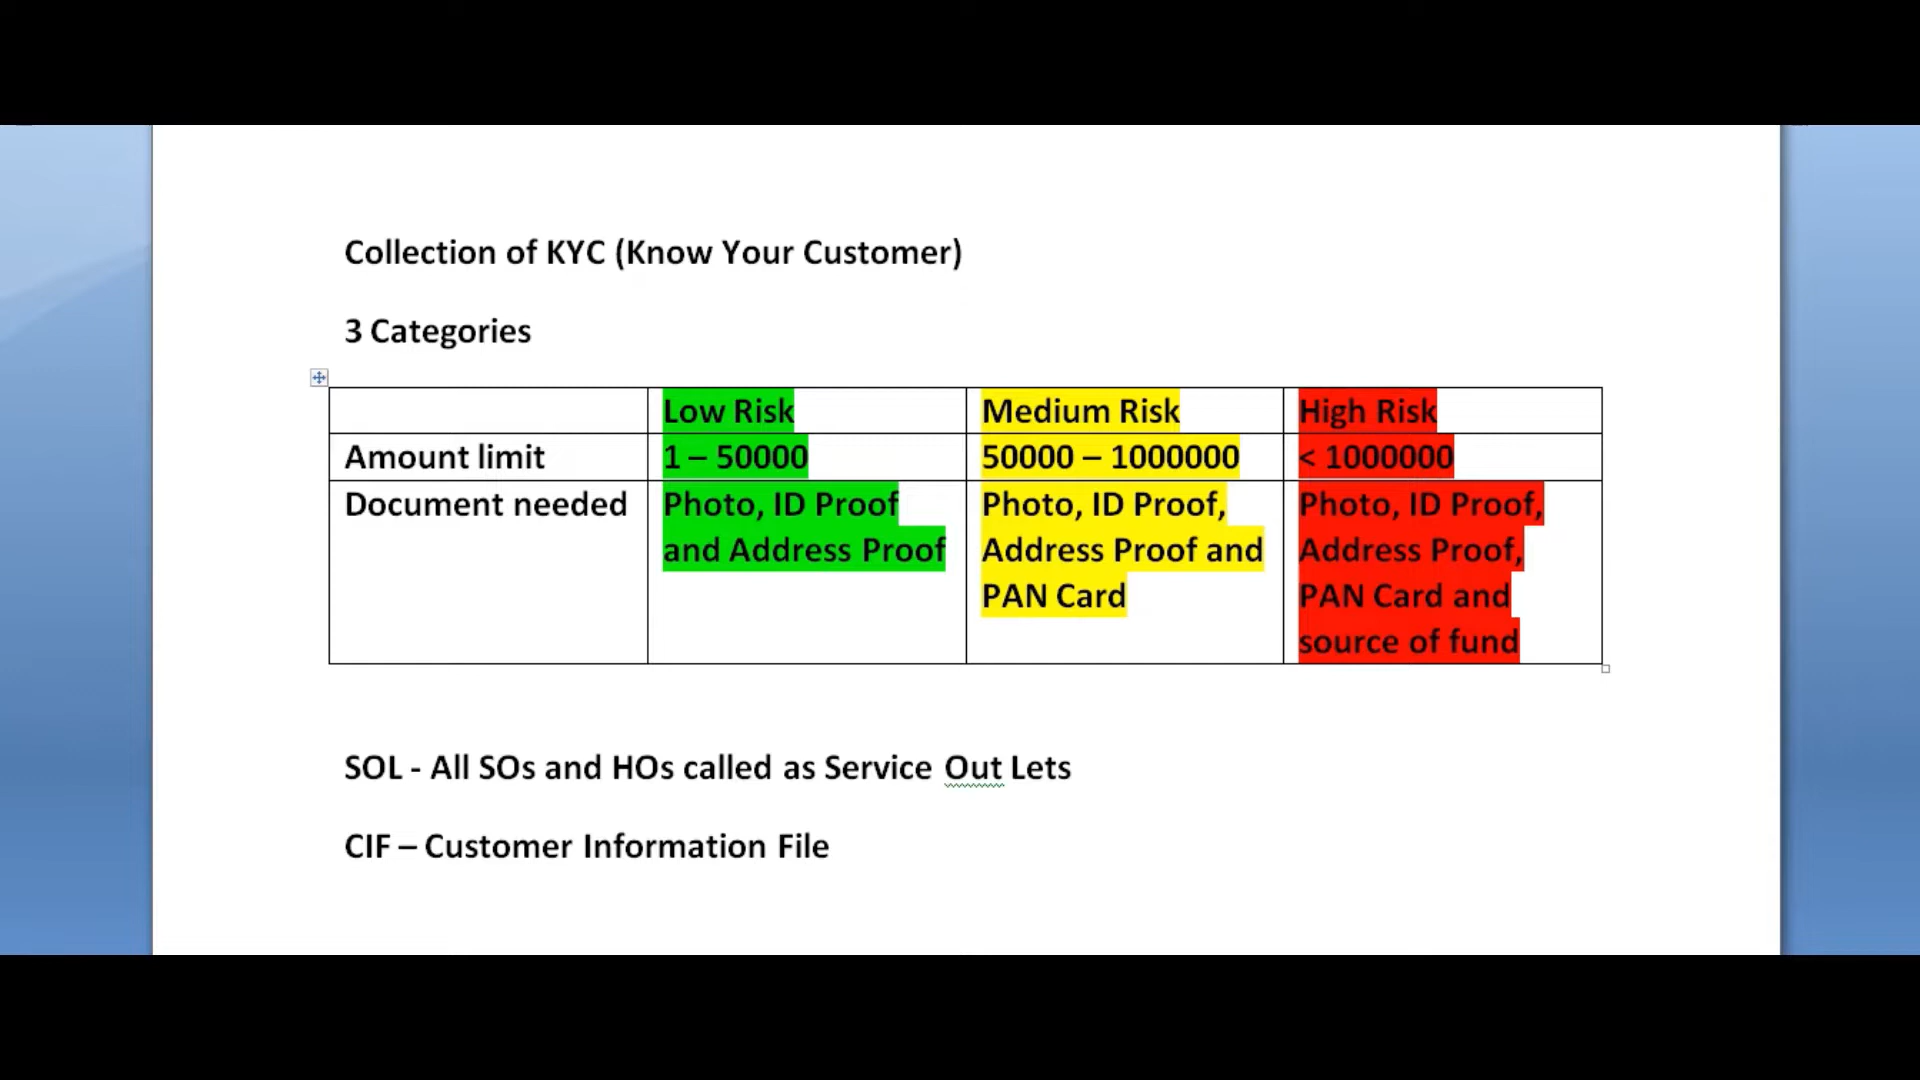 Collection of KYC (Know Your Customer)
3 Categories
Low Risk Medium Risk High Risk
Amount limit 1 – 50000 50000 – 1000000 < 1000000
Document needed Photo, ID Proof Photo, ID Proof, Photo, ID Proof,
and Address Proof Address Proof and Address Proof,
PAN Card PAN Card and
source of fund
SOL - All SOs and HOs called as Service Out Lets
CIF – Customer Information File